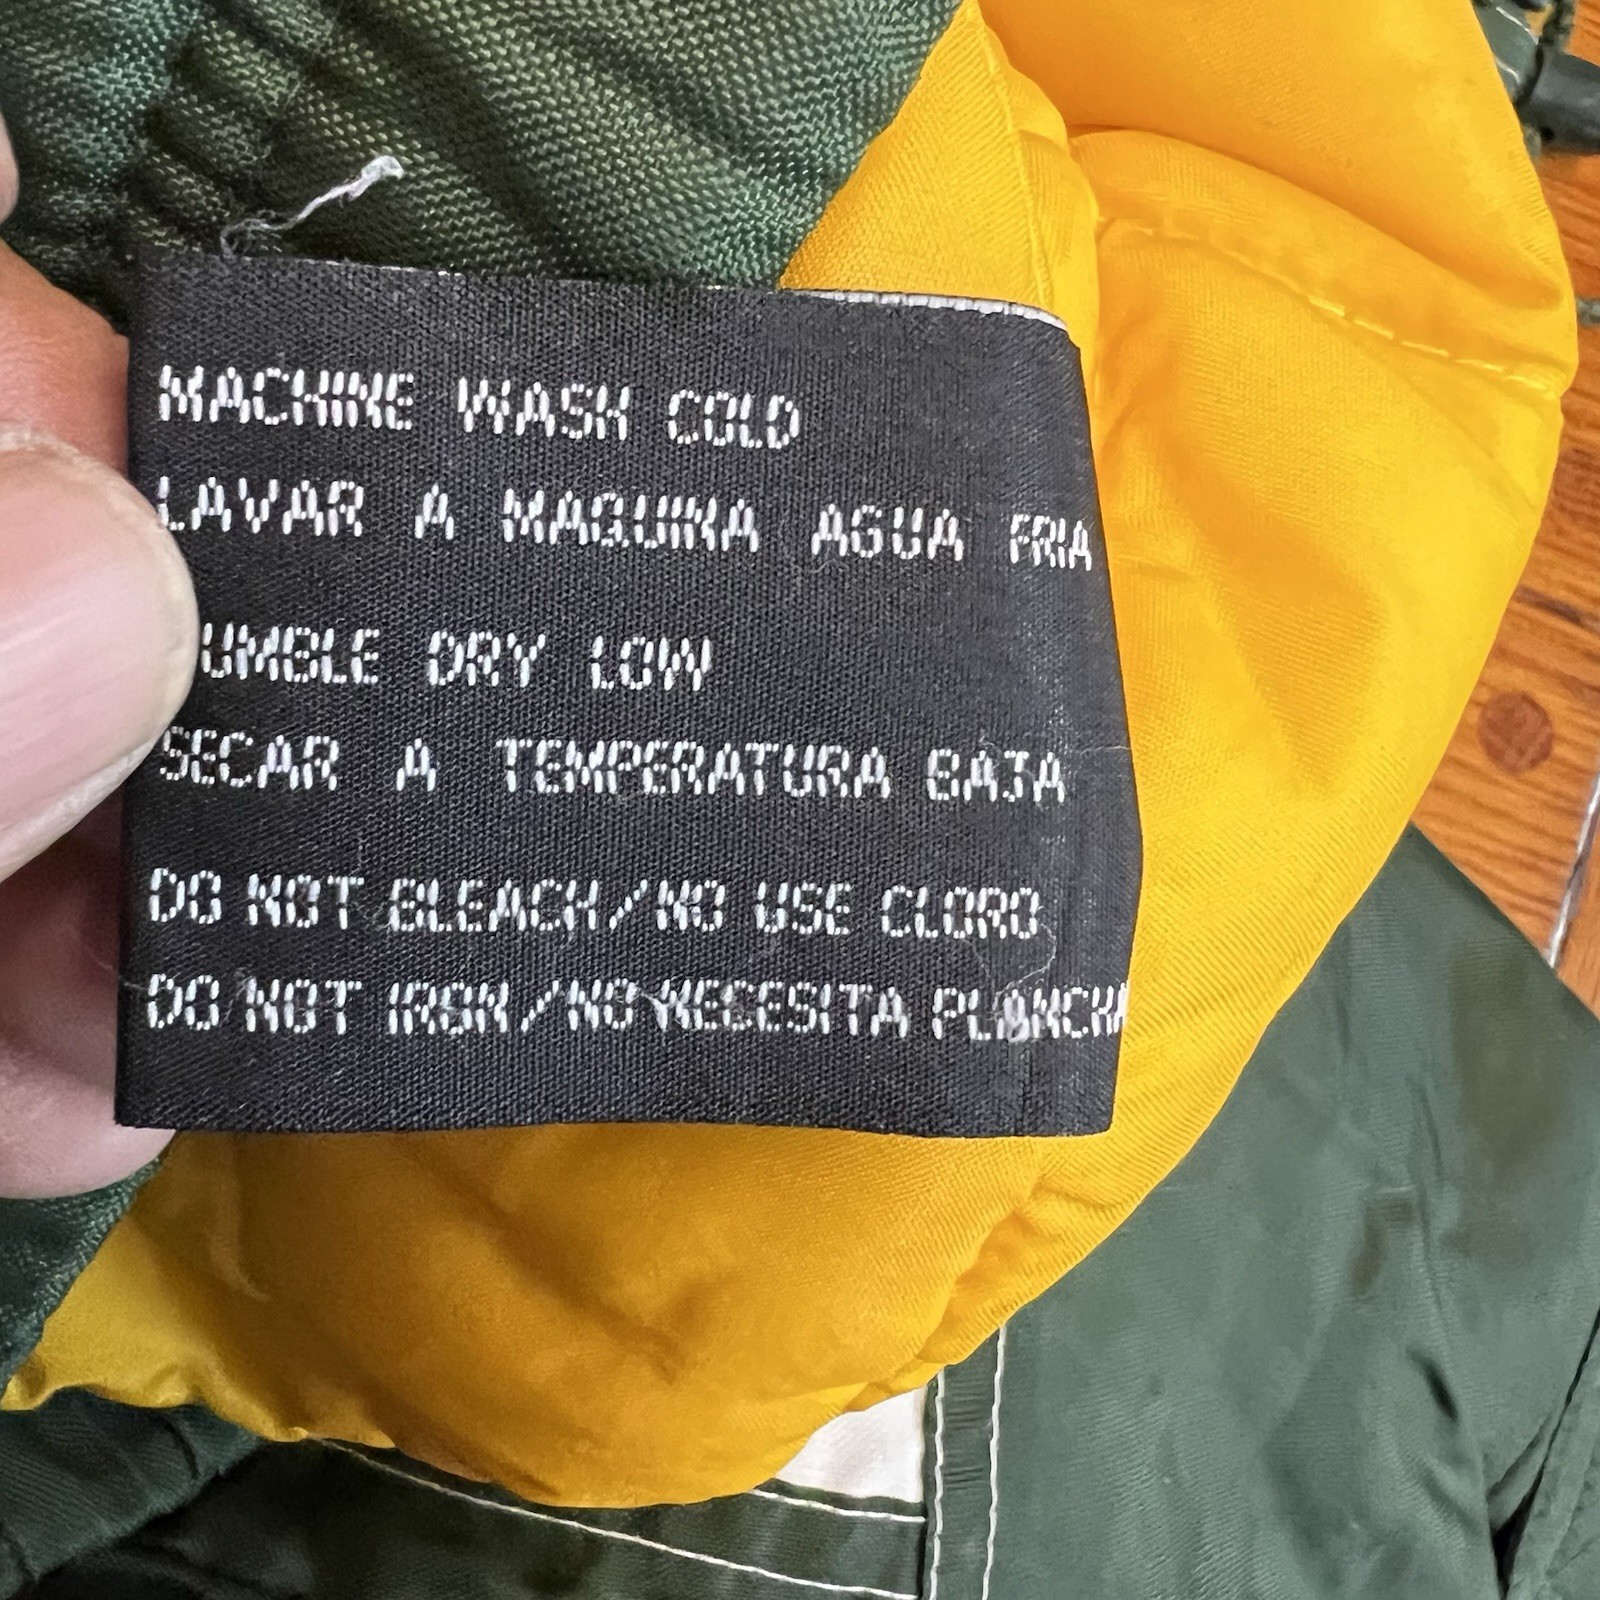 MACHINE WASH COLD
LAVAR A MAQUINA AGUA FRIA
UMBLE DRY LOW
SECAR A TEMPERATURA BAJA
DO NOT BLEACH/NO USE CLORO
DO NOT IRON/NO NECESITA PLANCHA